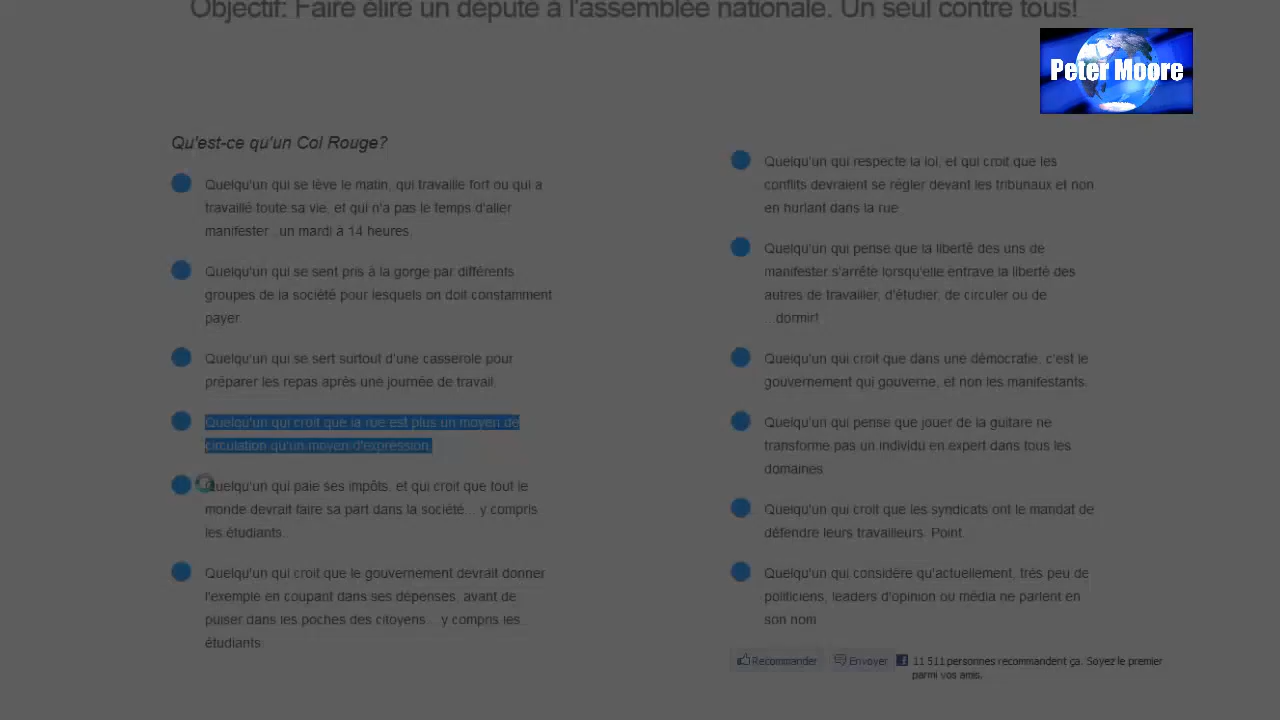 Objectif: Faire élire un député à l'assemblée nationale. Un seul contre tous!
Peter Moore
Qu'est-ce qu'un Col Rouge?
Quelqu'un qui se lève le matin, qui travaille fort ou qui a
travaillé toute sa vie, et qui n'a pas le temps d'aller
manifester...un mardi à 14 heures.
Quelqu'un qui se sent pris à la gorge par différents
groupes de la société pour lesquels on doit constamment
payer.
Quelqu'un qui se sert surtout d'une casserole pour
préparer les repas après une journée de travail.
Quelqu'un qui croit que la rue est plus un moyen de
circulation qu'un moyen d'expression.
Quelqu'un qui paie ses impôts, et qui croit que tout le
monde devrait faire sa part dans la société... y compris
les étudiants.
Quelqu'un qui croit que le gouvernement devrait donner
l'exemple en coupant dans ses dépenses, avant de
puiser dans les poches des citoyens... y compris les
étudiants.
Quelqu'un qui respecte la loi, et qui croit que les
conflits devraient se régler devant les tribunaux et non
en hurlant dans la rue.
Quelqu'un qui pense que la liberté des uns de
manifester s'arrête lorsqu'elle entrave la liberté des
autres de travailler, d'étudier, de circuler ou de
...dormir!
Quelqu'un qui croit que dans une démocratie, c'est le
gouvernement qui gouverne, et non les manifestants.
Quelqu'un qui pense que jouer de la guitare ne
transforme pas un individu en expert dans tous les
domaines.
Quelqu'un qui croit que les syndicats ont le mandat de
défendre leurs travailleurs. Point.
Quelqu'un qui considère qu'actuellement, très peu de
politiciens, leaders d'opinion ou média ne parlent en
son nom.
Recommander Envoyer 11 511 personnes recommandent ça. Soyez le premier
parmi vos amis.